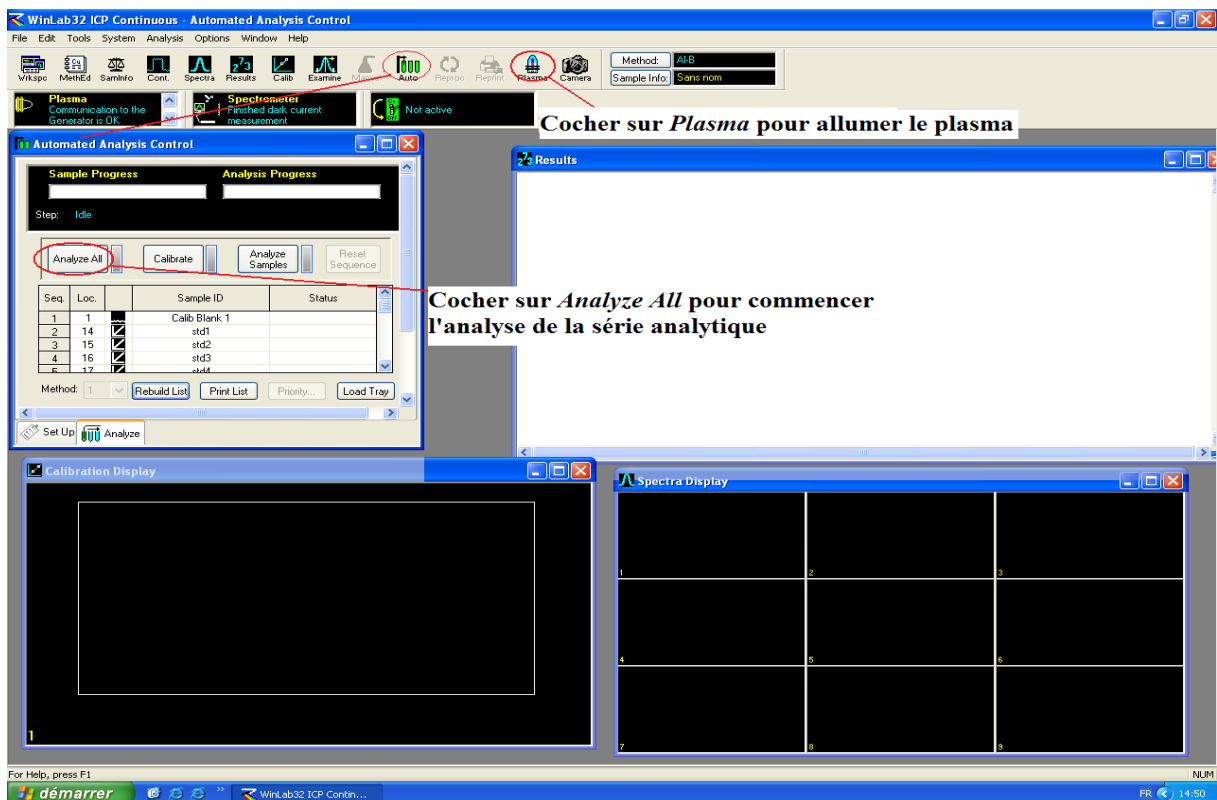 WinLab32 ICP Continuous - Automated Analysis Control
File Edit Tools System Analysis Options Window Help
Wrkspc MethEd SamInfo Cont. Spectra Results Calib Examine Manual Auto Reproc Reprint Plasma Camera
Method: Al-B
Sample Info: Sans nom
Plasma
Communication to the
Generator is OK
Spectrometer
Finished dark current
measurement
Not active
Cocher sur Plasma pour allumer le plasma
Automated Analysis Control
Sample Progress Analysis Progress
Step: Idle
Analyze All Calibrate Analyze Samples Reset Sequence
Seq. Loc. Sample ID Status
1 1 Calib Blank 1
2 14 std1
3 15 std2
4 16 std3
5 17 std4
Method: 1 Rebuild List Print List Priority... Load Tray
Set Up Analyze
Results
Cocher sur Analyze All pour commencer
l'analyse de la série analytique
Calibration Display
1
Spectra Display
1 2 3
4 5 6
7 8 9
For Help, press F1 NUM
démarrer WinLab32 ICP Contin... FR 14:50